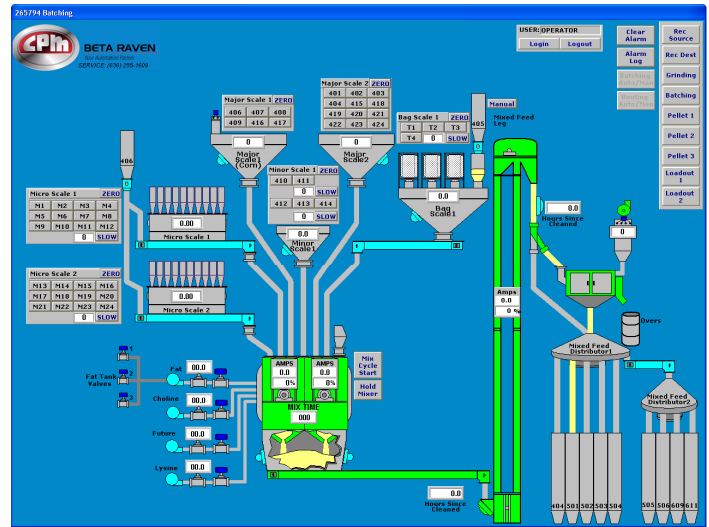 265794 Batching
CPM
BETA RAVEN
Your Automation Partner
SERVICE: (636) 255-1609
USER: OPERATOR
Login Logout
Clear Alarm
Alarm Log
Batching Auto/Man
Routing Auto/Man
Rec Source
Rec Dest
Grinding
Batching
Pellet 1
Pellet 2
Pellet 3
Loadout 1
Loadout 2
Major Scale 1 ZERO
406 407 408
409 416 417
0
Major Scale1 (Corn)
Major Scale 2 ZERO
401 402 403
404 415 418
419 420 421
422 423 424
0
Major Scale2
Bag Scale 1 ZERO
T1 T2 T3
T4 0 SLOW
405
Manual
Mixed Feed Leg
0.0
Bag Scale1
Minor Scale 1 ZERO
410 411
0 SLOW
412 413 414
0 SLOW
0.0
Minor Scale1
406
Micro Scale 1 ZERO
M1 M2 M3 M4
M5 M6 M7 M8
M9 M10 M11 M12
0 SLOW
0.00
Micro Scale 1
Micro Scale 2 ZERO
M13 M14 M15 M16
M17 M18 M19 M20
M21 M22 M23 M24
0 SLOW
0.00
Micro Scale 2
0.0
Hours Since Cleaned
0
Amps
0.0
0 %
Overs
Mixed Feed Distributor1
Mixed Feed Distributor2
404 501 502 503 504
505 506 609 611
1
2
3
Fat Tank Valves
Fat 00.0
Choline 00.0
Future 00.0
Lysine 00.0
AMPS AMPS
0.0 0.0
0% 0%
MIX TIME
000
Mix Cycle Start
Hold Mixer
0.0
Hours Since Cleaned